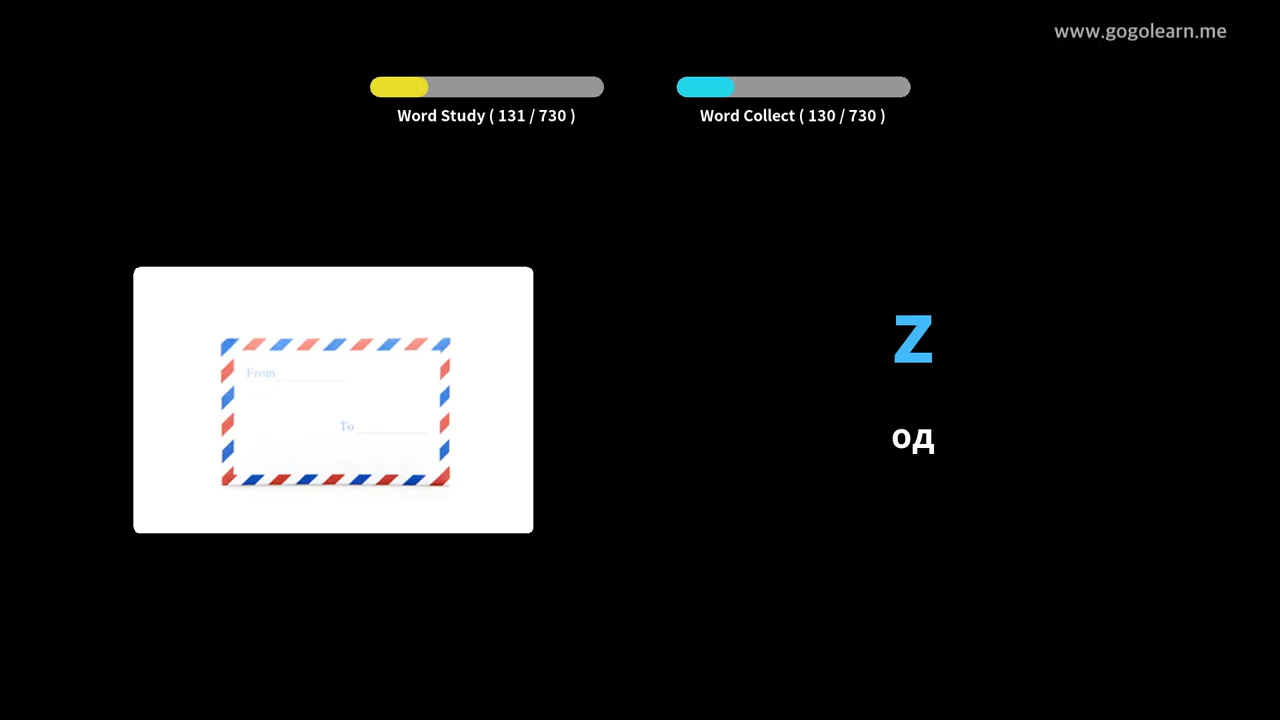 www.gogolearn.me
Word Study ( 131 / 730 )
Word Collect ( 130 / 730 )
From
To
z
од